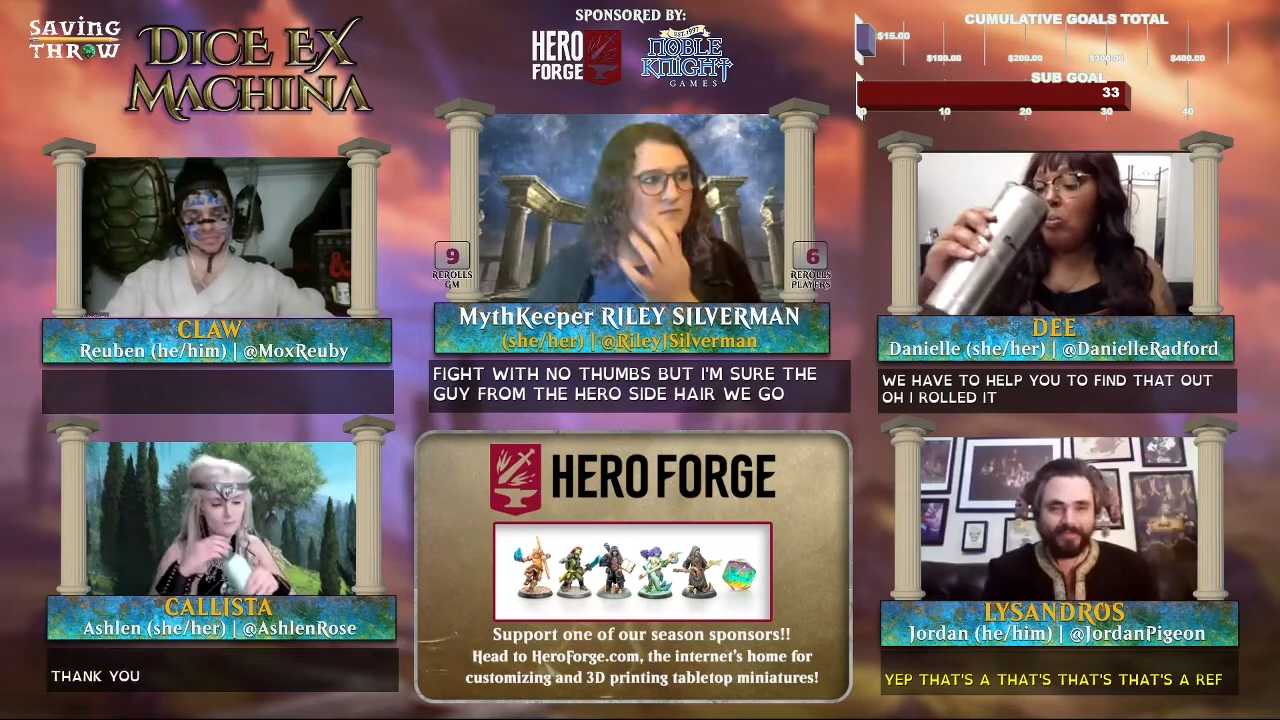 SAVING
THROW
DICE EX
MACHINA
SPONSORED BY:
HERO
FORGE
EST. 1997
NOBLE
KNIGHT
GAMES
CUMULATIVE GOALS TOTAL
$15.00
$100.00 $200.00 $300.00 $400.00
SUB GOAL
33
0 10 20 30 40
9
REROLLS
GM
6
REROLLS
PLAYERS
CLAW
Reuben (he/him) | @MoxReuby
MythKeeper RILEY SILVERMAN
(she/her) | @RileyJSilverman
FIGHT WITH NO THUMBS BUT I'M SURE THE
GUY FROM THE HERO SIDE HAIR WE GO
DEE
Danielle (she/her) | @DanielleRadford
WE HAVE TO HELP YOU TO FIND THAT OUT
OH I ROLLED IT
CALLISTA
Ashlen (she/her) | @AshlenRose
THANK YOU
HERO FORGE
Support one of our season sponsors!!
Head to HeroForge.com, the internet's home for
customizing and 3D printing tabletop miniatures!
LYSANDROS
Jordan (he/him) | @JordanPigeon
YEP THAT'S A THAT'S THAT'S THAT'S A REF